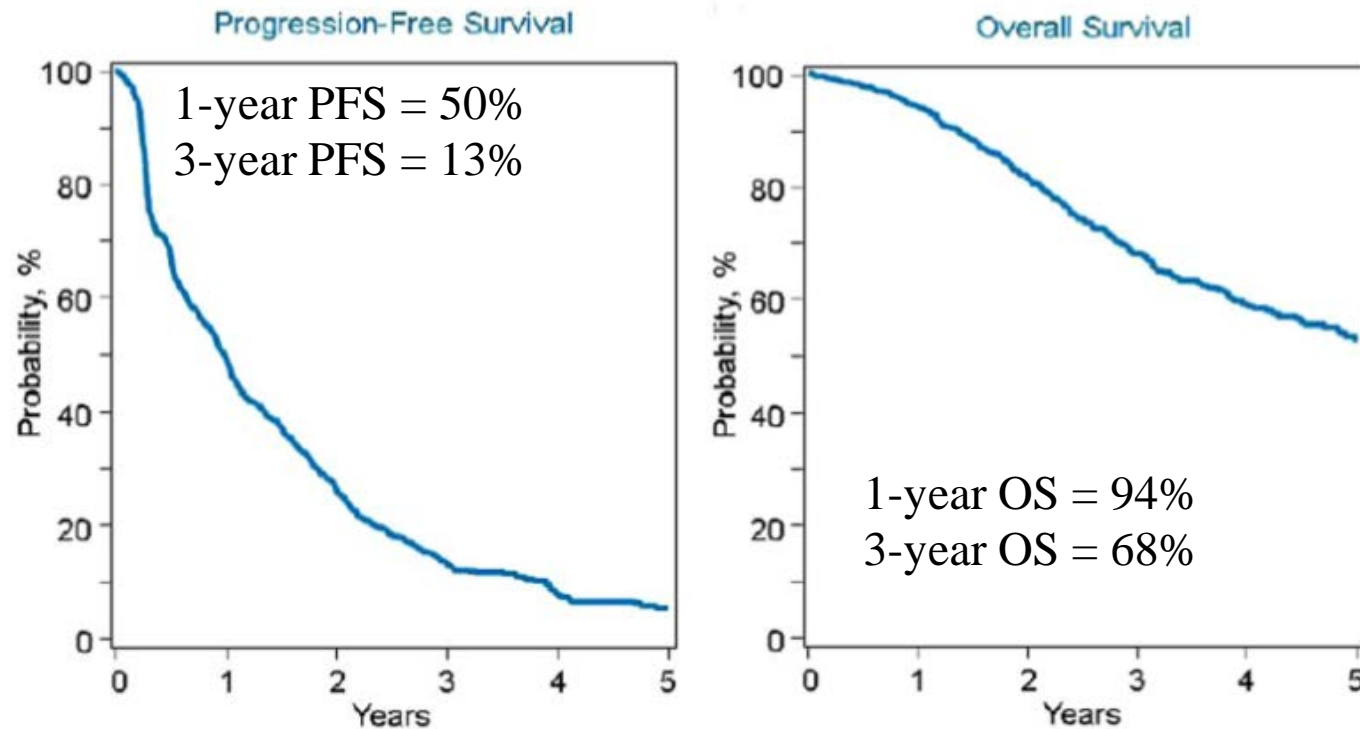 Progression-Free Survival
1-year PFS = 50%
3-year PFS = 13%
Probability, %
100
80
60
40
20
0
0 1 2 3 4 5
Years
Overall Survival
1-year OS = 94%
3-year OS = 68%
Probability, %
100
80
60
40
20
0
0 1 2 3 4 5
Years